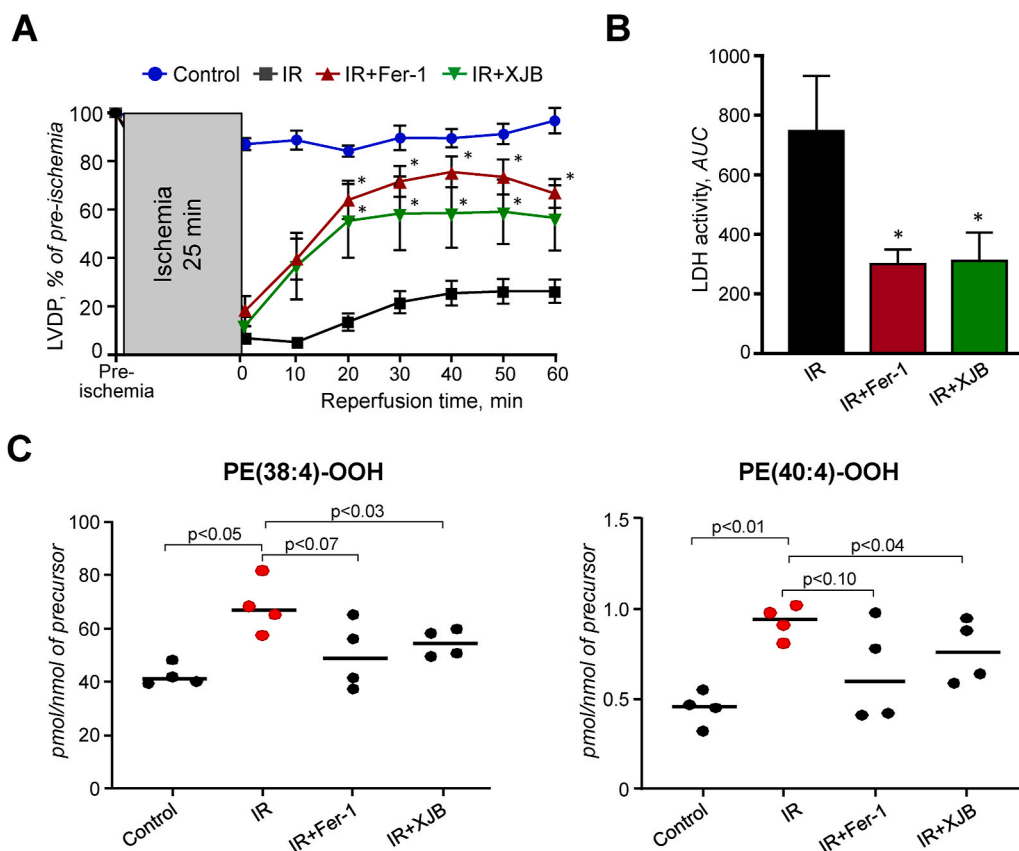 A
Control IR IR+Fer-1 IR+XJB
LVDP, % of pre-ischemia
100
80
60
40
20
0
Ischemia
25 min
* * * * *
* * * *
Pre-
ischemia
0 10 20 30 40 50 60
Reperfusion time, min
B
LDH activity, AUC
1000
800
600
400
200
0
* *
IR IR+Fer-1 IR+XJB
C
PE(38:4)-OOH
pmol/nmol of precursor
100
80
60
40
20
0
p<0.03
p<0.05
p<0.07
Control IR IR+Fer-1 IR+XJB
PE(40:4)-OOH
pmol/nmol of precursor
1.5
1.0
0.5
0
p<0.01
p<0.04
p<0.10
Control IR IR+Fer-1 IR+XJB